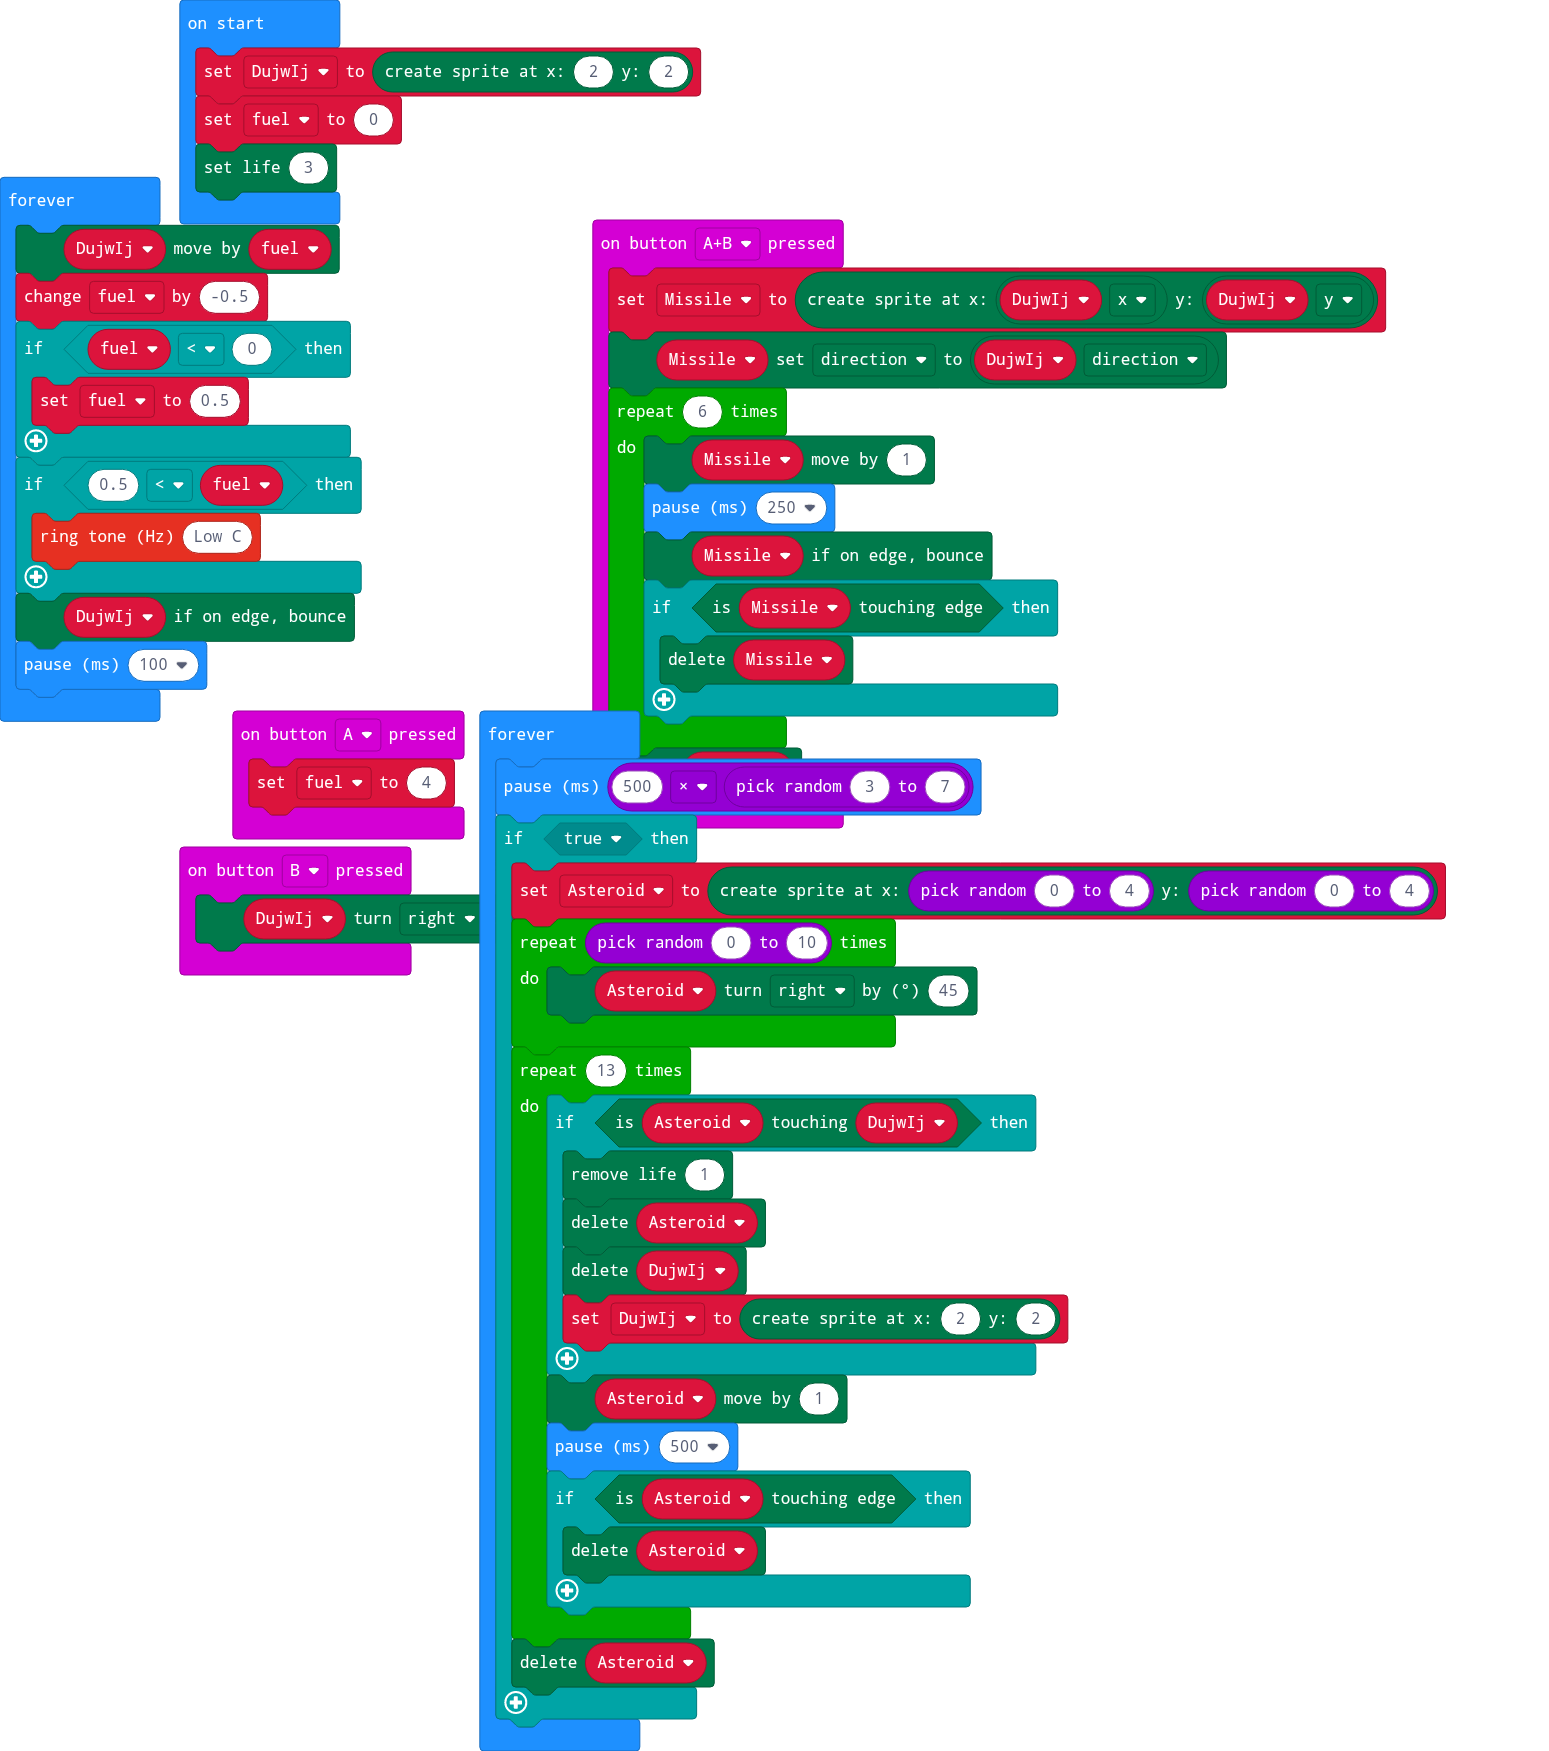 on start
set DujwIj to create sprite at x: 2 y: 2
set fuel to 0
set life 3
forever
DujwIj move by fuel
change fuel by -0.5
if fuel < 0 then
set fuel to 0.5
if 0.5 < fuel then
ring tone (Hz) Low C
DujwIj if on edge, bounce
pause (ms) 100
on button A+B pressed
set Missile to create sprite at x: DujwIj x y: DujwIj y
Missile set direction to DujwIj direction
repeat 6 times
do Missile move by 1
pause (ms) 250
Missile if on edge, bounce
if is Missile touching edge then
delete Missile
on button A pressed
set fuel to 4
on button B pressed
DujwIj turn right
forever
pause (ms) 500 × pick random 3 to 7
if true then
set Asteroid to create sprite at x: pick random 0 to 4 y: pick random 0 to 4
repeat pick random 0 to 10 times
do Asteroid turn right by (°) 45
repeat 13 times
do if is Asteroid touching DujwIj then
remove life 1
delete Asteroid
delete DujwIj
set DujwIj to create sprite at x: 2 y: 2
Asteroid move by 1
pause (ms) 500
if is Asteroid touching edge then
delete Asteroid
delete Asteroid